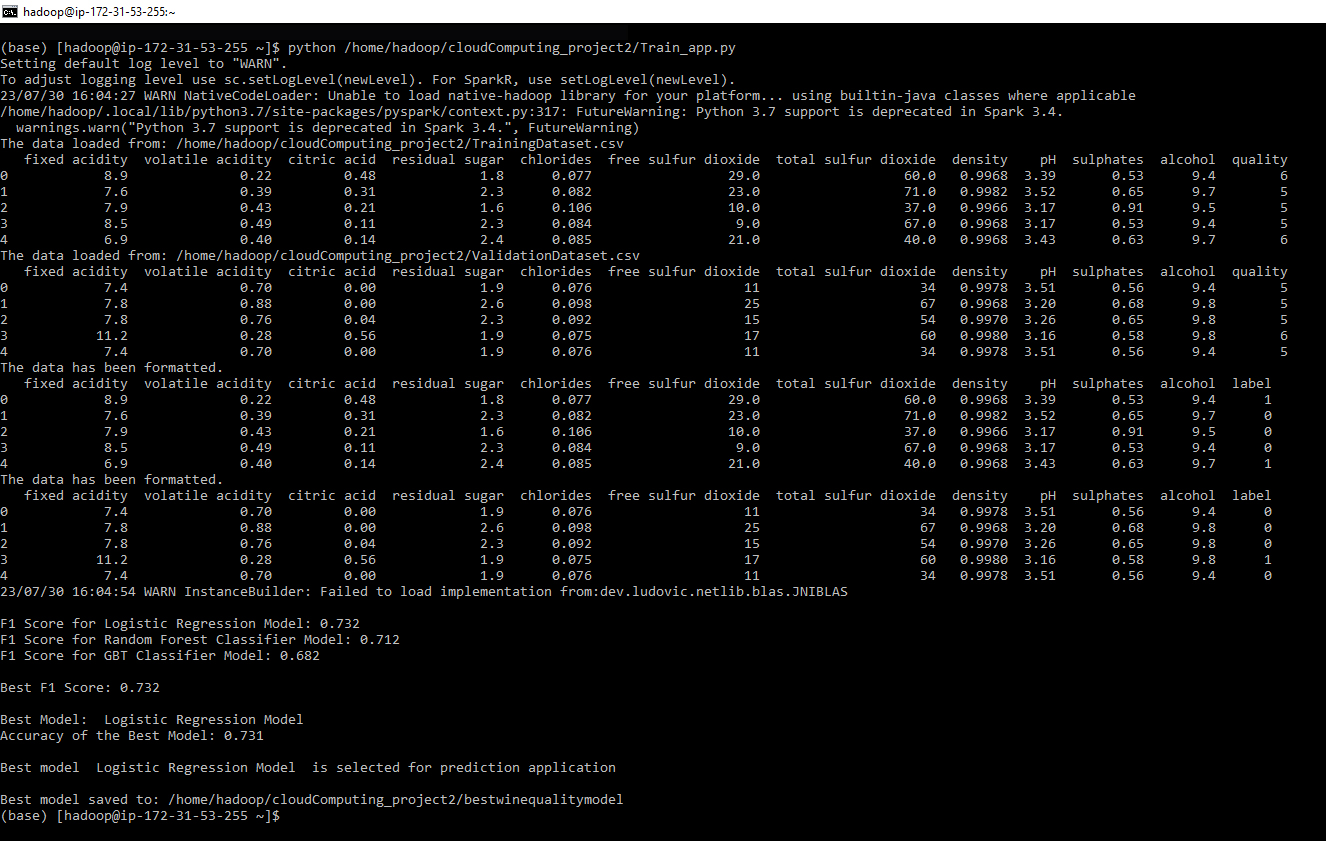 hadoop@ip-172-31-53-255:~
(base) [hadoop@ip-172-31-53-255 ~]$ python /home/hadoop/cloudComputing_project2/Train_app.py
Setting default log level to "WARN".
To adjust logging level use sc.setLogLevel(newLevel). For SparkR, use setLogLevel(newLevel).
23/07/30 16:04:27 WARN NativeCodeLoader: Unable to load native-hadoop library for your platform... using builtin-java classes where applicable
/home/hadoop/.local/lib/python3.7/site-packages/pyspark/context.py:317: FutureWarning: Python 3.7 support is deprecated in Spark 3.4.
  warnings.warn("Python 3.7 support is deprecated in Spark 3.4.", FutureWarning)
The data loaded from: /home/hadoop/cloudComputing_project2/TrainingDataset.csv
   fixed acidity  volatile acidity  citric acid  residual sugar  chlorides  free sulfur dioxide  total sulfur dioxide  density    pH  sulphates  alcohol  quality
0            8.9              0.22         0.48             1.8      0.077                 29.0                  60.0   0.9968  3.39       0.53      9.4        6
1            7.6              0.39         0.31             2.3      0.082                 23.0                  71.0   0.9982  3.52       0.65      9.7        5
2            7.9              0.43         0.21             1.6      0.106                 10.0                  37.0   0.9966  3.17       0.91      9.5        5
3            8.5              0.49         0.11             2.3      0.084                  9.0                  67.0   0.9968  3.17       0.53      9.4        5
4            6.9              0.40         0.14             2.4      0.085                 21.0                  40.0   0.9968  3.43       0.63      9.7        6
The data loaded from: /home/hadoop/cloudComputing_project2/ValidationDataset.csv
   fixed acidity  volatile acidity  citric acid  residual sugar  chlorides  free sulfur dioxide  total sulfur dioxide  density    pH  sulphates  alcohol  quality
0            7.4              0.70         0.00             1.9      0.076                   11                    34   0.9978  3.51       0.56      9.4        5
1            7.8              0.88         0.00             2.6      0.098                   25                    67   0.9968  3.20       0.68      9.8        5
2            7.8              0.76         0.04             2.3      0.092                   15                    54   0.9970  3.26       0.65      9.8        5
3           11.2              0.28         0.56             1.9      0.075                   17                    60   0.9980  3.16       0.58      9.8        6
4            7.4              0.70         0.00             1.9      0.076                   11                    34   0.9978  3.51       0.56      9.4        5
The data has been formatted.
   fixed acidity  volatile acidity  citric acid  residual sugar  chlorides  free sulfur dioxide  total sulfur dioxide  density    pH  sulphates  alcohol  label
0            8.9              0.22         0.48             1.8      0.077                 29.0                  60.0   0.9968  3.39       0.53      9.4      1
1            7.6              0.39         0.31             2.3      0.082                 23.0                  71.0   0.9982  3.52       0.65      9.7      0
2            7.9              0.43         0.21             1.6      0.106                 10.0                  37.0   0.9966  3.17       0.91      9.5      0
3            8.5              0.49         0.11             2.3      0.084                  9.0                  67.0   0.9968  3.17       0.53      9.4      0
4            6.9              0.40         0.14             2.4      0.085                 21.0                  40.0   0.9968  3.43       0.63      9.7      1
The data has been formatted.
   fixed acidity  volatile acidity  citric acid  residual sugar  chlorides  free sulfur dioxide  total sulfur dioxide  density    pH  sulphates  alcohol  label
0            7.4              0.70         0.00             1.9      0.076                   11                    34   0.9978  3.51       0.56      9.4      0
1            7.8              0.88         0.00             2.6      0.098                   25                    67   0.9968  3.20       0.68      9.8      0
2            7.8              0.76         0.04             2.3      0.092                   15                    54   0.9970  3.26       0.65      9.8      0
3           11.2              0.28         0.56             1.9      0.075                   17                    60   0.9980  3.16       0.58      9.8      1
4            7.4              0.70         0.00             1.9      0.076                   11                    34   0.9978  3.51       0.56      9.4      0
23/07/30 16:04:54 WARN InstanceBuilder: Failed to load implementation from:dev.ludovic.netlib.blas.JNIBLAS
F1 Score for Logistic Regression Model: 0.732
F1 Score for Random Forest Classifier Model: 0.712
F1 Score for GBT Classifier Model: 0.682
Best F1 Score: 0.732
Best Model:  Logistic Regression Model
Accuracy of the Best Model: 0.731
Best model  Logistic Regression Model  is selected for prediction application
Best model saved to: /home/hadoop/cloudComputing_project2/bestwinequalitymodel
(base) [hadoop@ip-172-31-53-255 ~]$